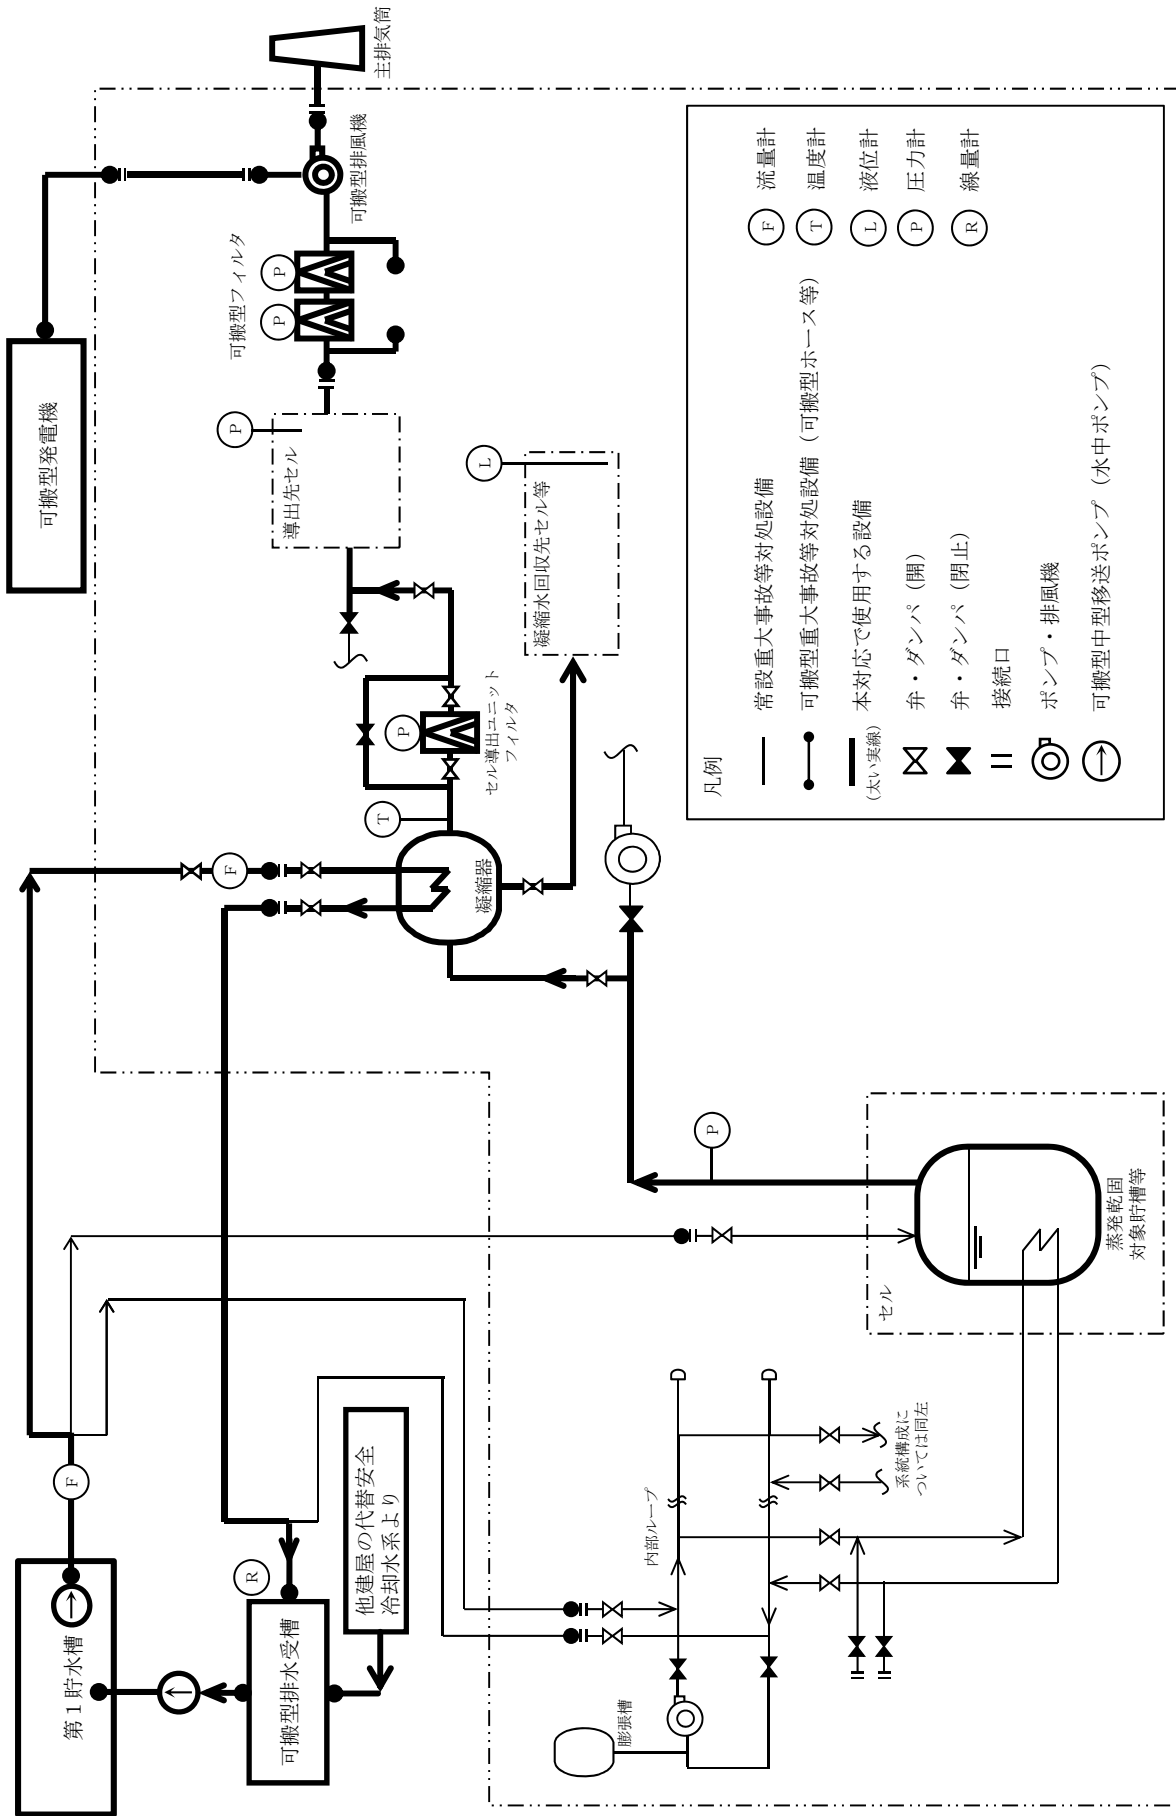 主排気筒
可搬型排風機
可搬型フィルタ
P
P
可搬型発電機
P
導出先セル
L
凝縮水回収先セル等
P
セル導出ユニット
フィルタ
T
F
凝縮器
P
セル
蒸発乾固
対象貯槽等
F
第1貯水槽
R
可搬型排水受槽
他建屋の代替安全
冷却水系より
内部ループ
系統構成に
ついては同左
膨張槽
凡例
常設重大事故等対処設備
可搬型重大事故等対処設備（可搬型ホース等）
本対応で使用する設備
(太い実線)
弁・ダンパ（開）
弁・ダンパ（閉止）
接続口
ポンプ・排風機
可搬型中型移送ポンプ（水中ポンプ）
F 流量計
T 温度計
L 液位計
P 圧力計
R 線量計